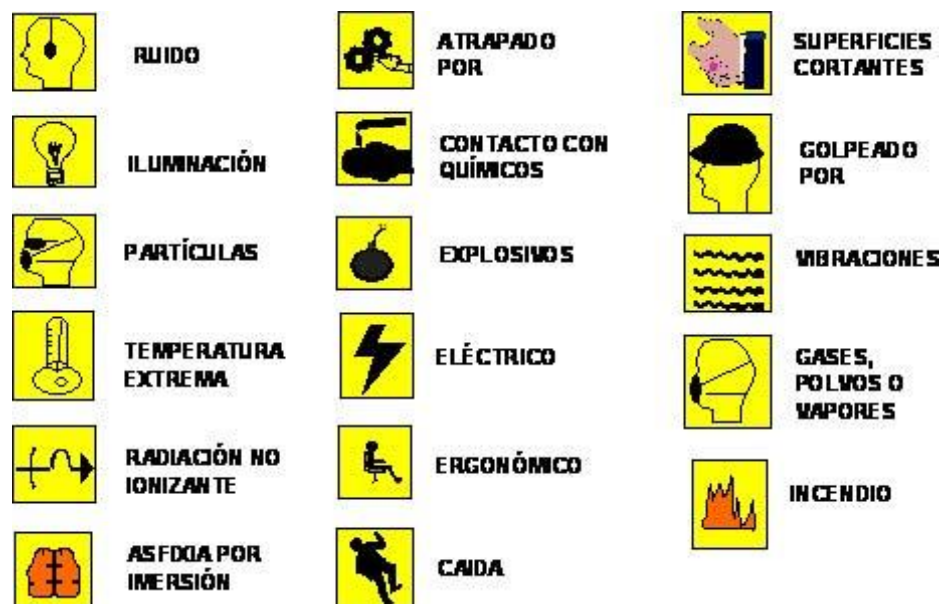 RUIDO
ILUMINACIÓN
PARTÍCULAS
TEMPERATURA
EXTREMA
RADIACIÓN NO
IONIZANTE
ASFIXIA POR
IMERSIÓN
ATRAPADO
POR
CONTACTO CON
QUÍMICOS
EXPLOSIVOS
ELÉCTRICO
ERGONÓMICO
CAIDA
SUPERFICIES
CORTANTES
GOLPEADO
POR
VIBRACIONES
GASES,
POLVOS O
VAPORES
INCENDIO